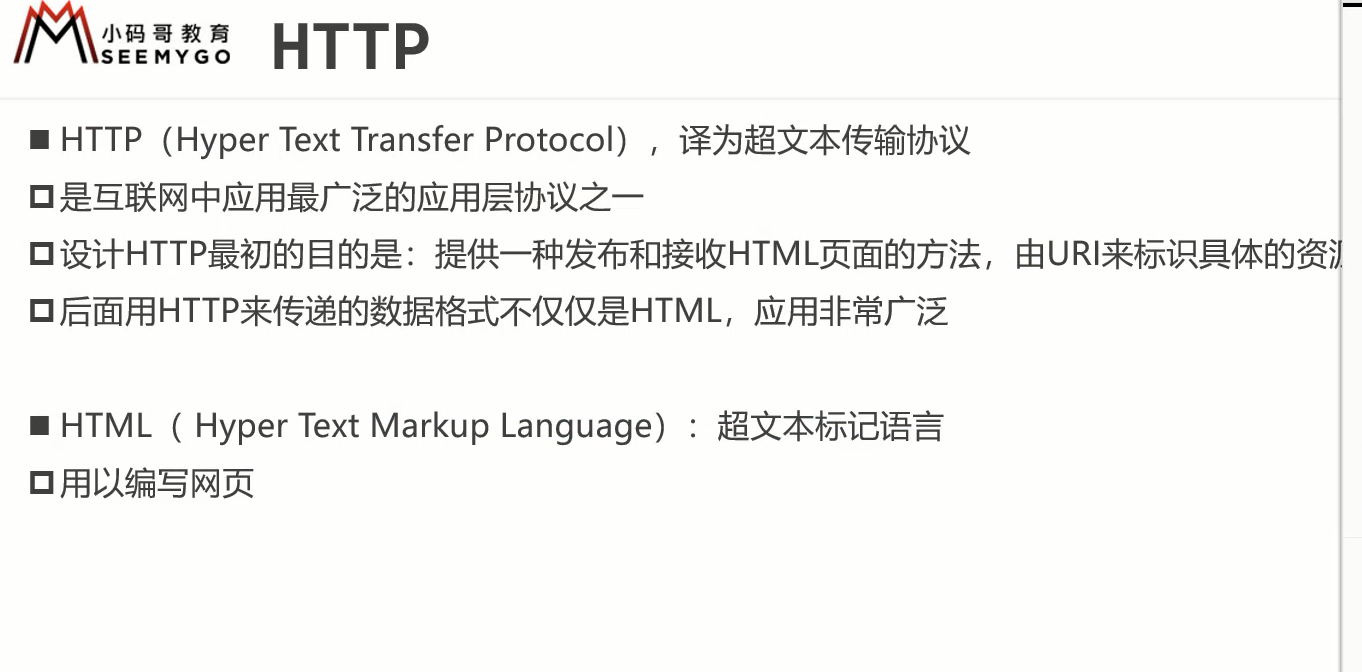 小码哥教育
SEEMYGO
HTTP
HTTP（Hyper Text Transfer Protocol），译为超文本传输协议
是互联网中应用最广泛的应用层协议之一
设计HTTP最初的目的是：提供一种发布和接收HTML页面的方法，由URI来标识具体的资源
后面用HTTP来传递的数据格式不仅仅是HTML，应用非常广泛
HTML（ Hyper Text Markup Language）：超文本标记语言
用以编写网页